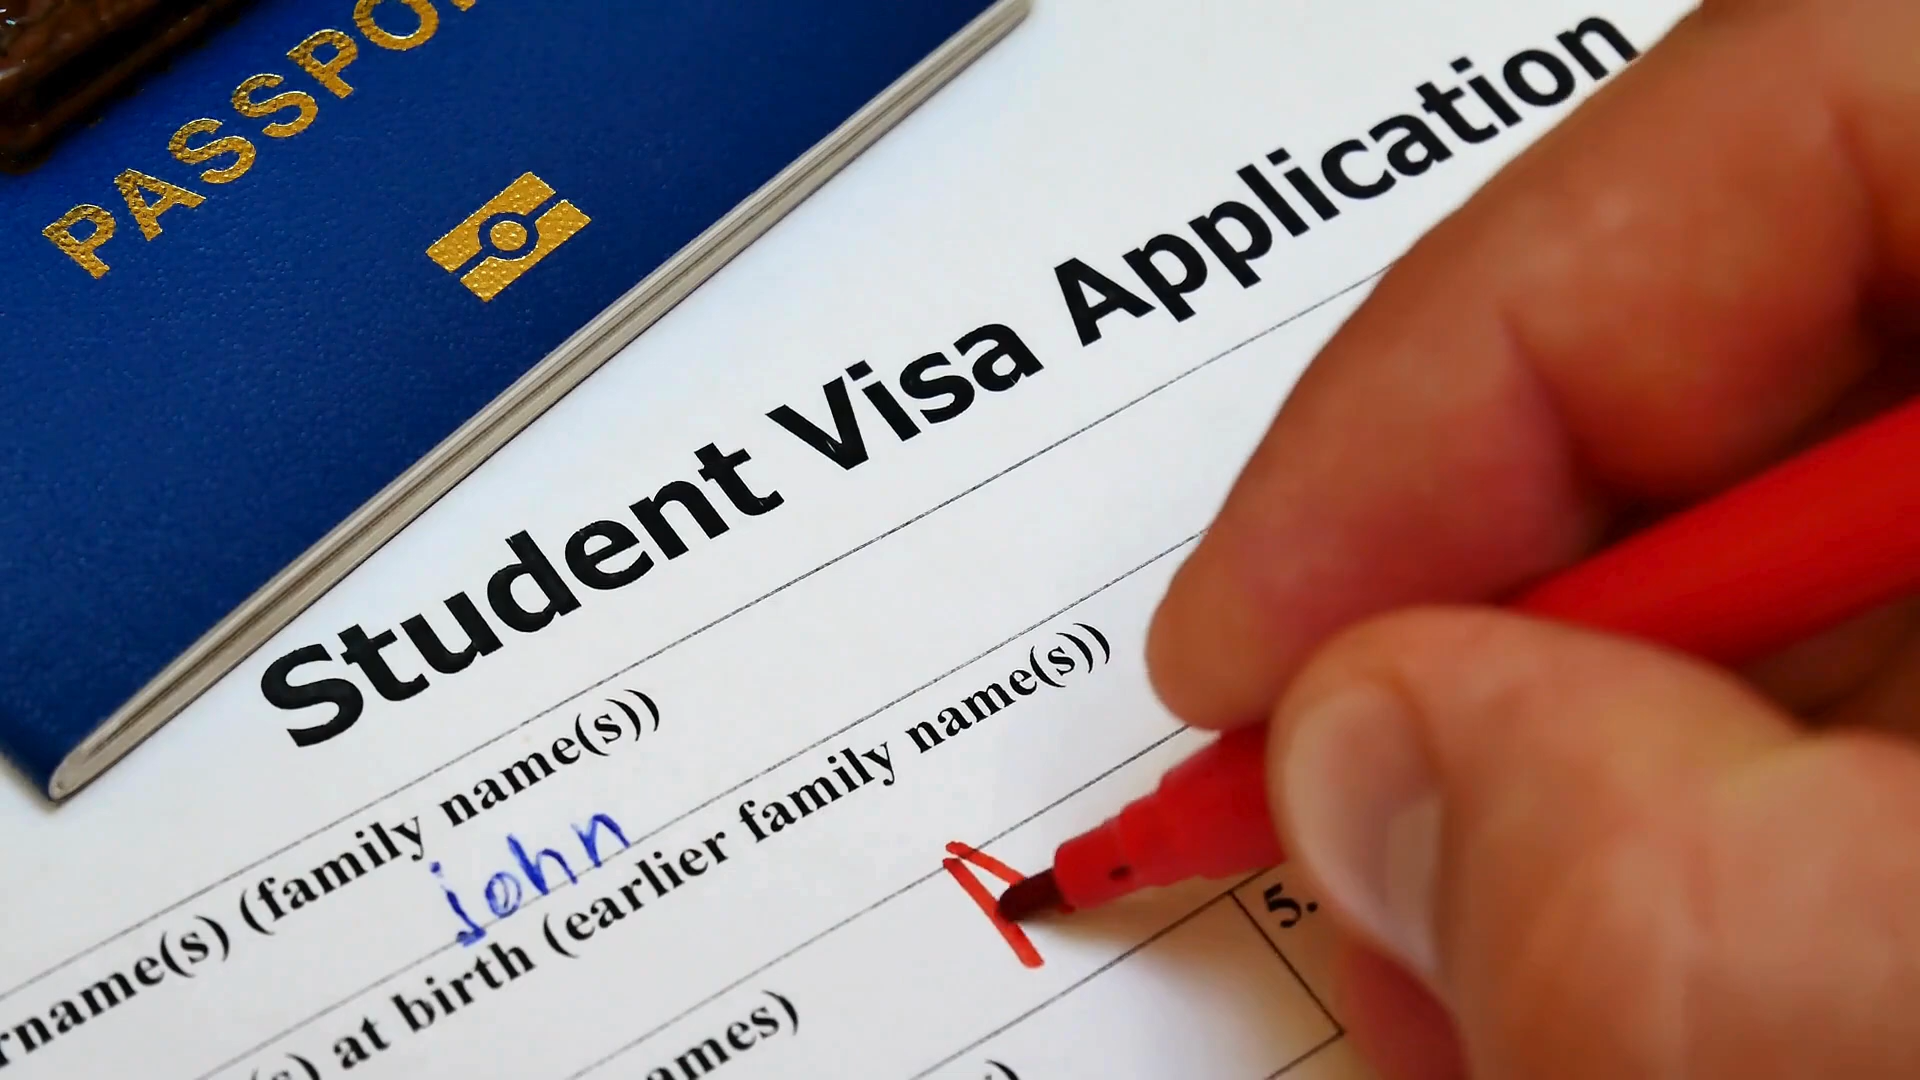 PASSPO
Student Visa Application
rname(s) (family name(s))
john
(s) at birth (earlier family name(s))
ames)
5.